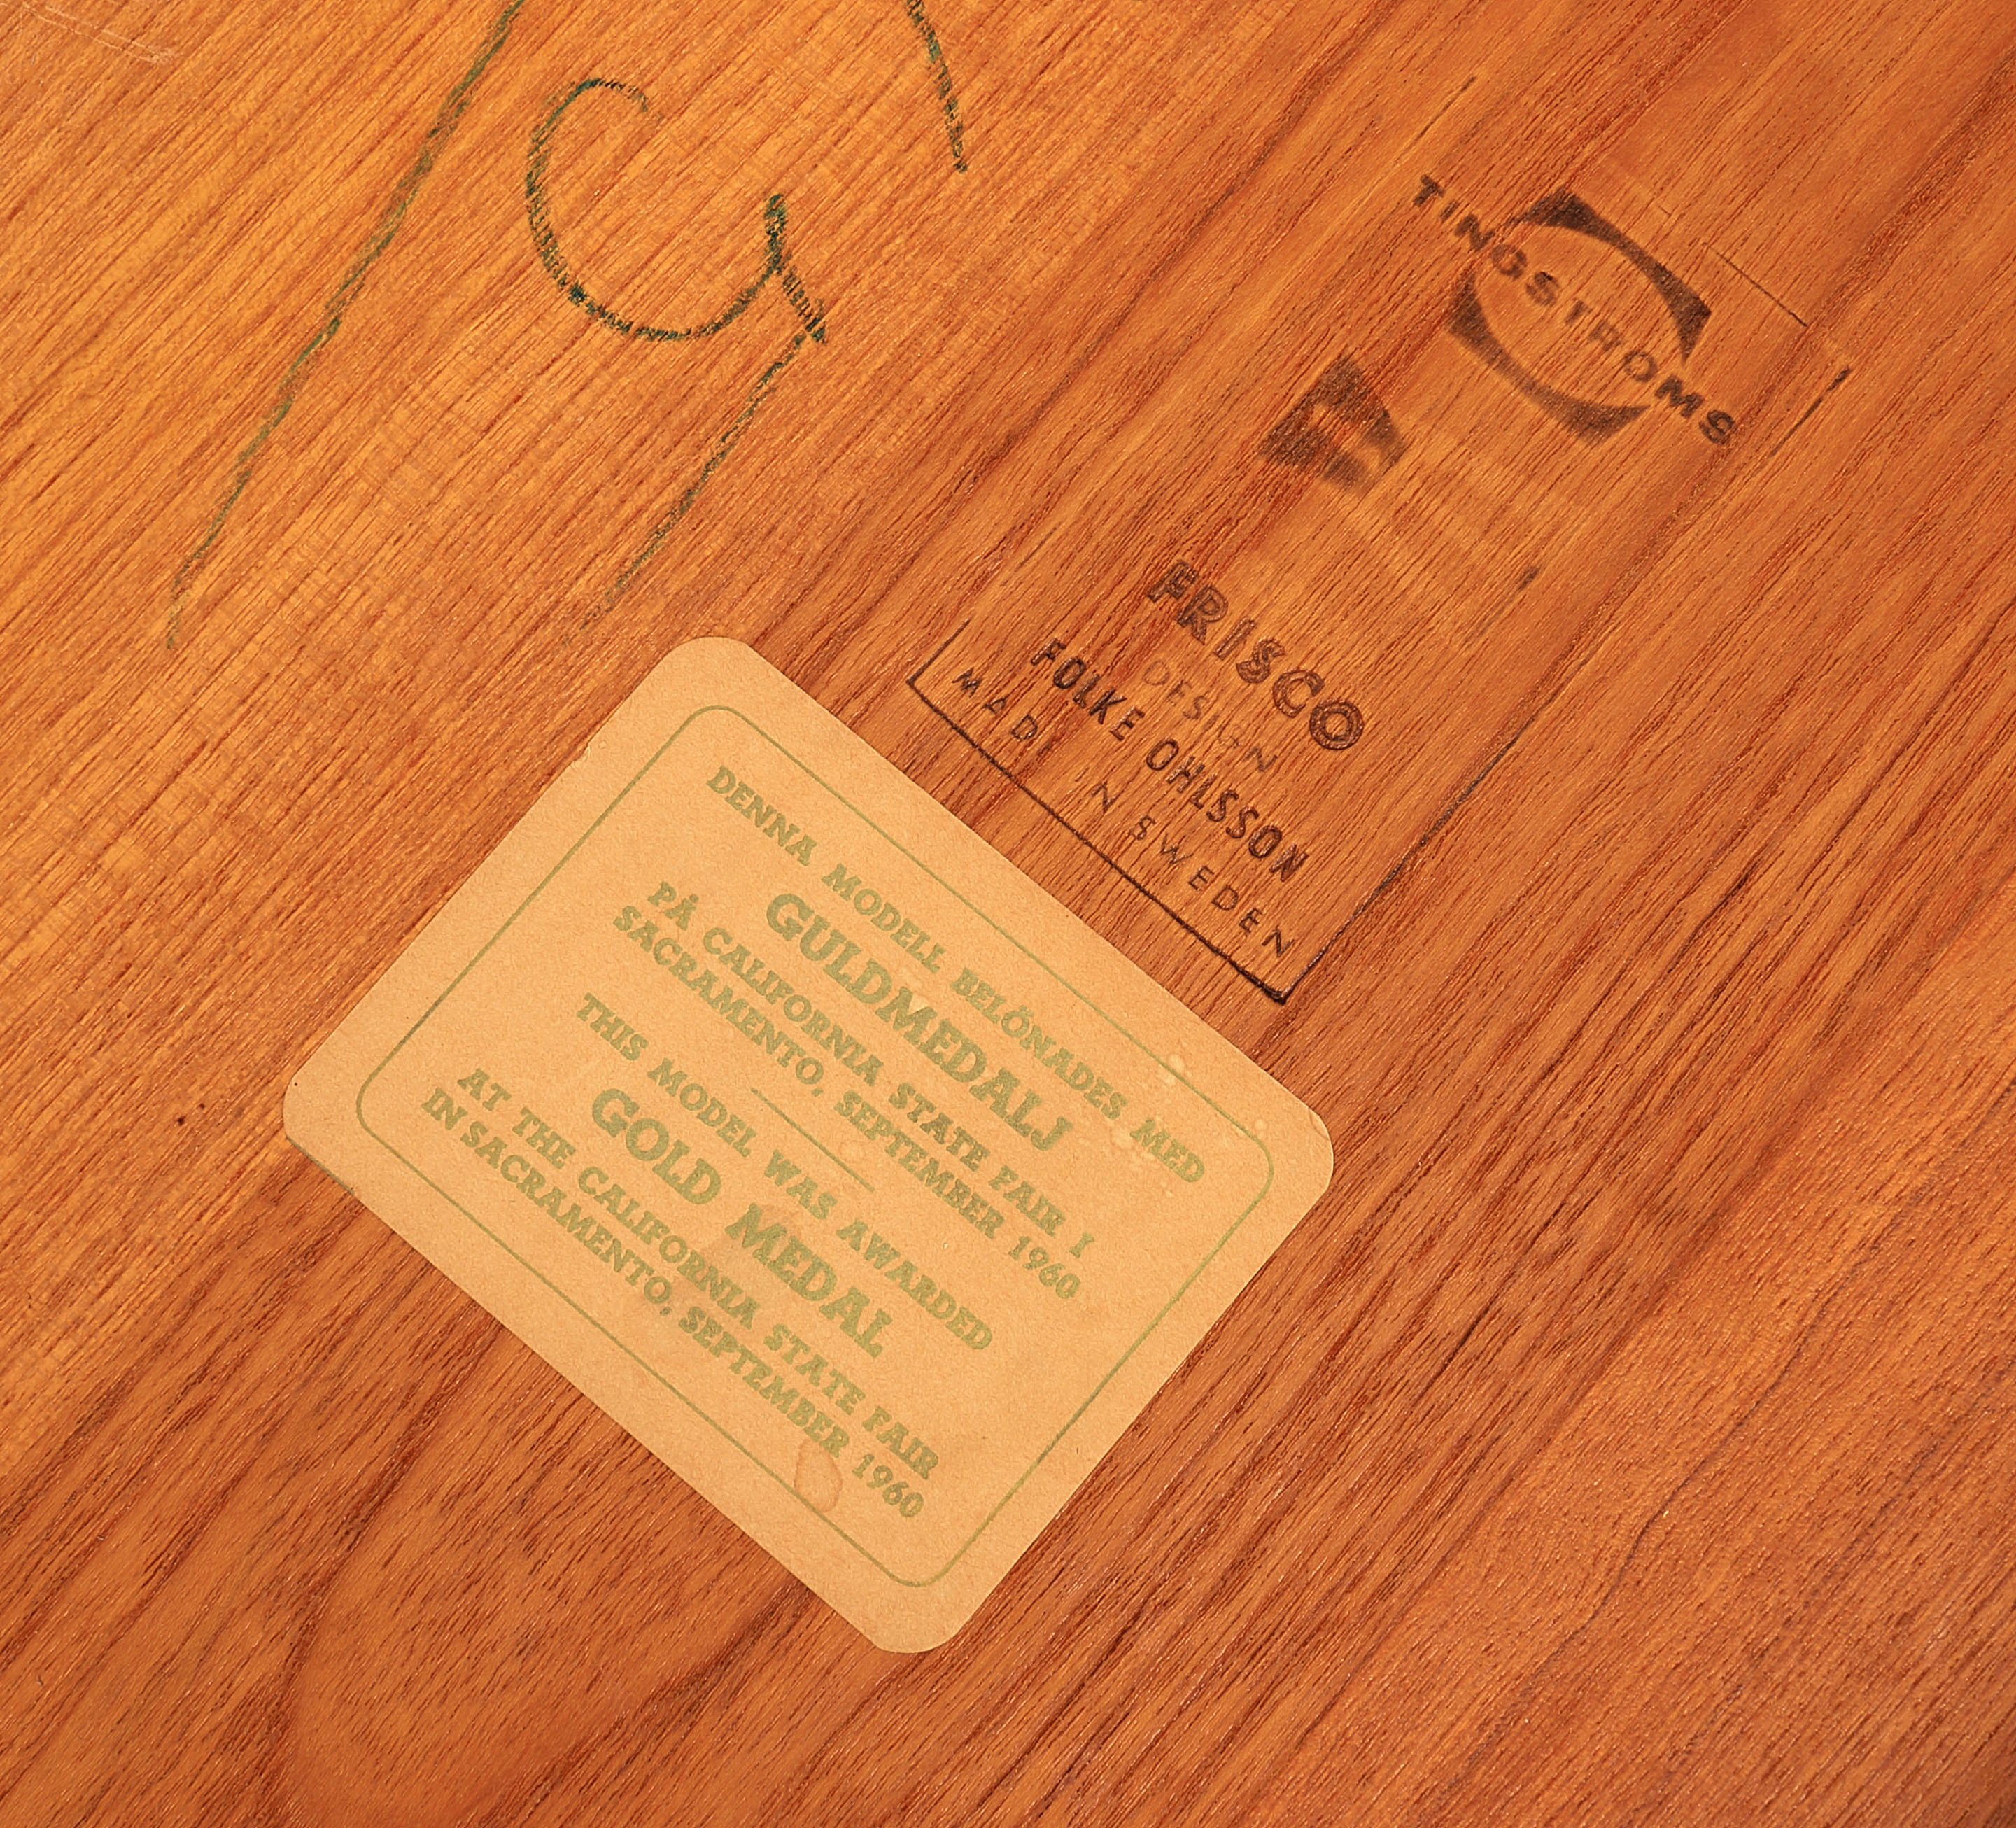 TINGSTROMS
FRISCO
DESIGN
FOLKE OHLSSON
MADE IN SWEDEN
DENNA MODELL BELÖNADES MED
GULDMEDALJ
PÅ CALIFORNIA STATE FAIR I
SACRAMENTO, SEPTEMBER 1960
THIS MODEL WAS AWARDED
GOLD MEDAL
AT THE CALIFORNIA STATE FAIR
IN SACRAMENTO, SEPTEMBER 1960